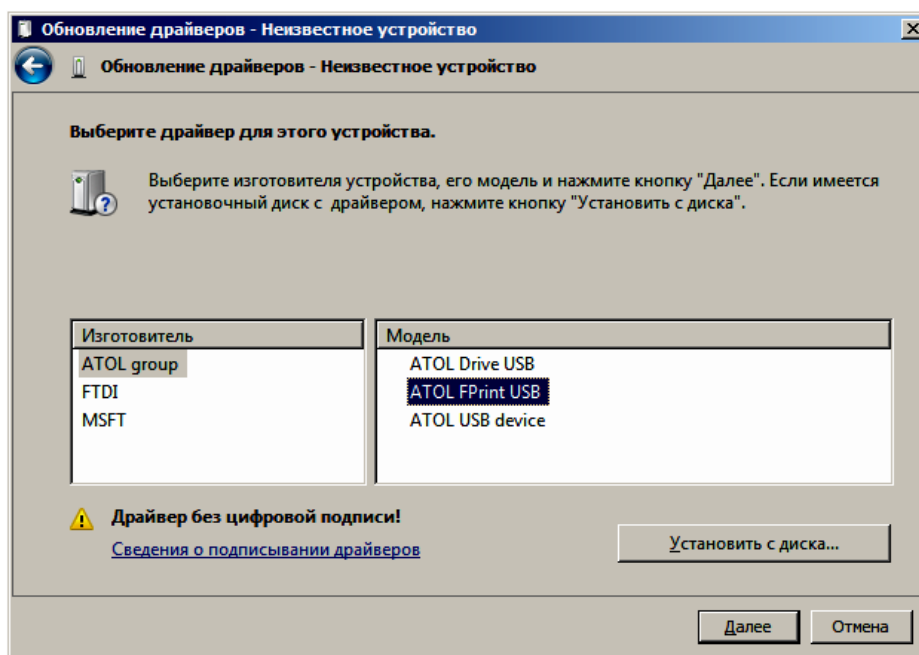 Обновление драйверов - Неизвестное устройство
Обновление драйверов - Неизвестное устройство
Выберите драйвер для этого устройства.
Выберите изготовителя устройства, его модель и нажмите кнопку "Далее". Если имеется
установочный диск с драйвером, нажмите кнопку "Установить с диска".
Изготовитель
ATOL group
FTDI
MSFT
Модель
ATOL Drive USB
ATOL FPrint USB
ATOL USB device
Драйвер без цифровой подписи!
Сведения о подписывании драйверов
Установить с диска...
Далее
Отмена